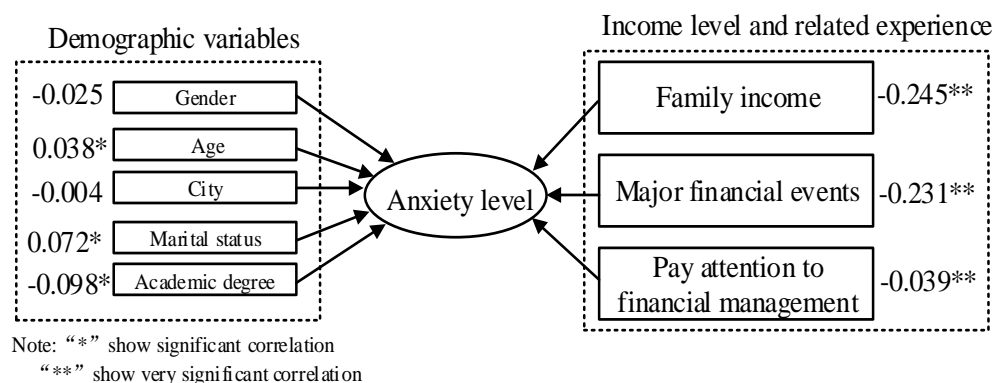 Demographic variables
-0.025
Gender
0.038*
Age
-0.004
City
0.072*
Marital status
-0.098*
Academic degree
Anxiety level
Income level and related experience
Family income
-0.245**
Major financial events
-0.231**
Pay attention to
financial management
-0.039**
Note: “*” show significant correlation
“**” show very significant correlation